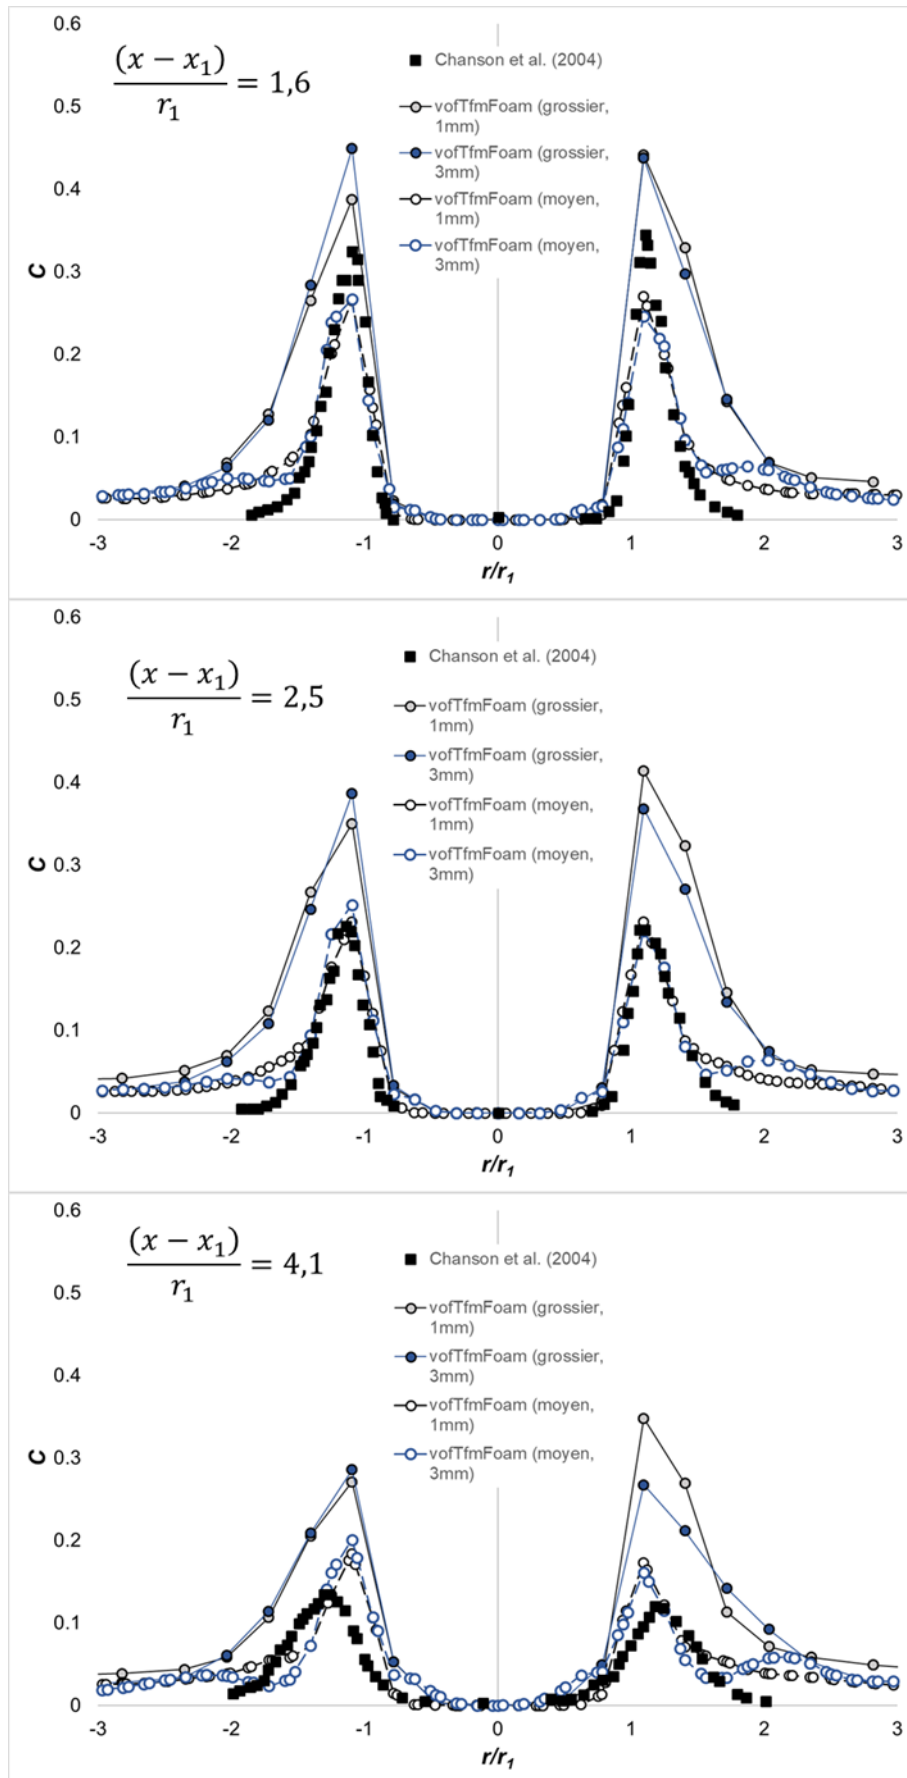 0.6
(x − x₁)
r₁
= 1,6
Chanson et al. (2004)
0.5
vofTfmFoam (grossier,
1mm)
vofTfmFoam (grossier,
3mm)
0.4
vofTfmFoam (moyen,
1mm)
vofTfmFoam (moyen,
3mm)
C
0.3
0.2
0.1
0
-3 -2 -1 0 1 2 3
r/r₁
0.6
Chanson et al. (2004)
(x − x₁)
r₁
= 2,5
0.5
vofTfmFoam (grossier,
1mm)
vofTfmFoam (grossier,
3mm)
0.4
vofTfmFoam (moyen,
1mm)
vofTfmFoam (moyen,
3mm)
C
0.3
0.2
0.1
0
-3 -2 -1 0 1 2 3
r/r₁
0.6
(x − x₁)
r₁
= 4,1
Chanson et al. (2004)
0.5
vofTfmFoam (grossier,
1mm)
vofTfmFoam (grossier,
3mm)
0.4
vofTfmFoam (moyen,
1mm)
vofTfmFoam (moyen,
3mm)
C
0.3
0.2
0.1
0
-3 -2 -1 0 1 2 3
r/r₁